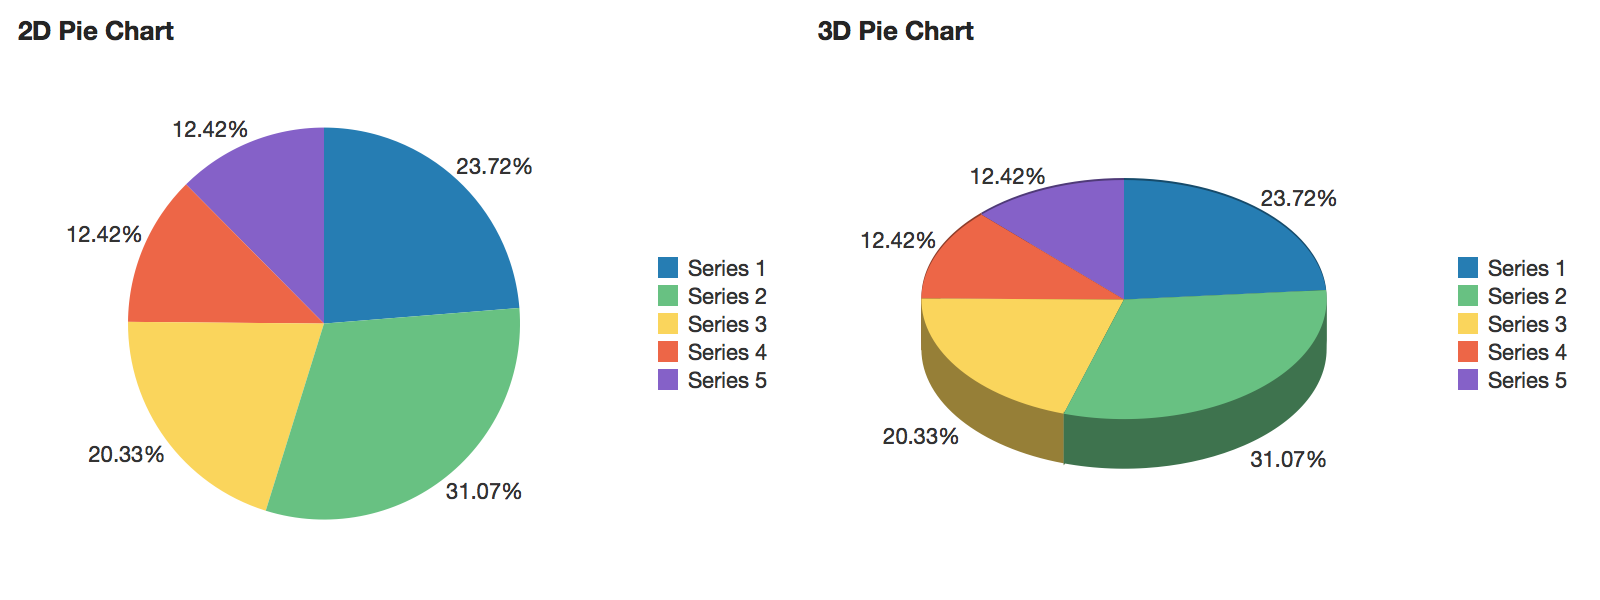 2D Pie Chart
12.42%
23.72%
12.42%
20.33%
31.07%
Series 1
Series 2
Series 3
Series 4
Series 5
3D Pie Chart
12.42%
23.72%
12.42%
20.33%
31.07%
Series 1
Series 2
Series 3
Series 4
Series 5